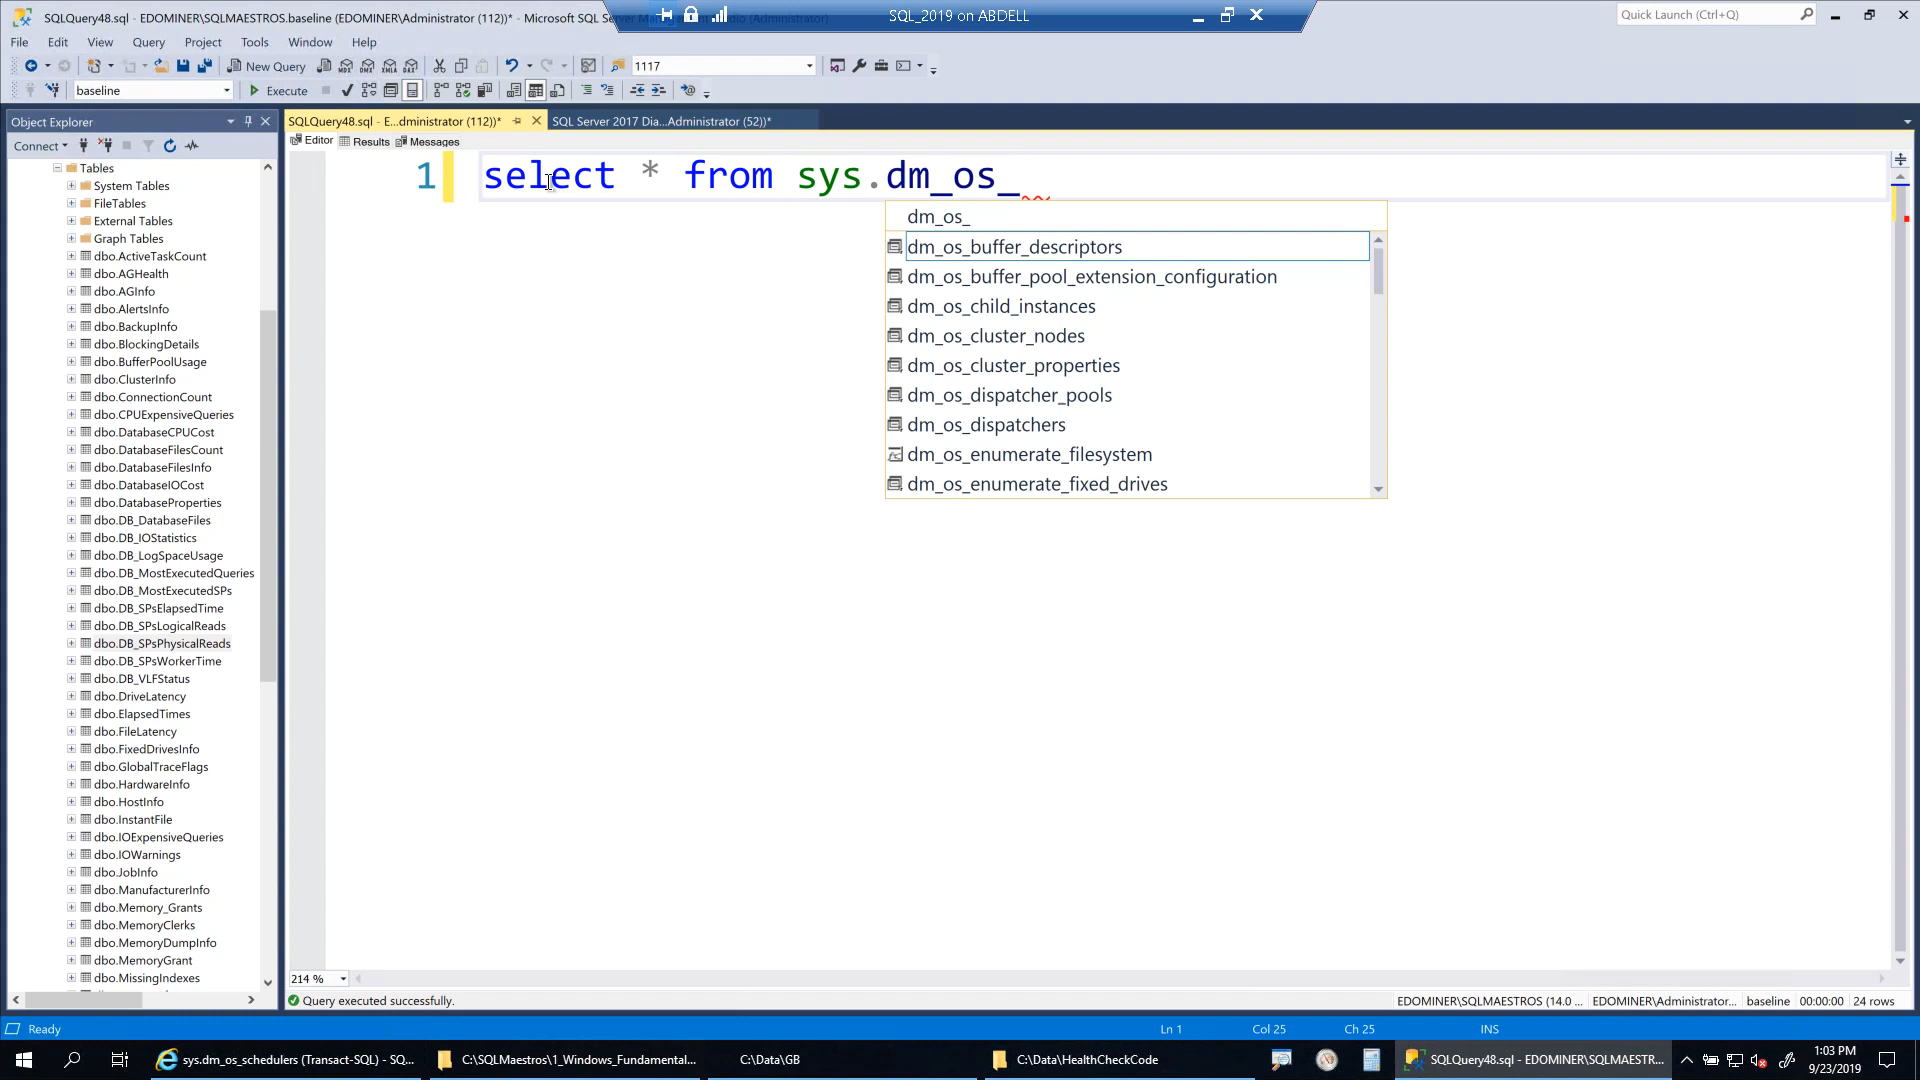 SQLQuery48.sql - EDOMINER\SQLMAESTROS.baseline (EDOMINER\Administrator (112))* - Microsoft SQL Server
SQL_2019 on ABDELL
Quick Launch (Ctrl+Q)
File Edit View Query Project Tools Window Help
New Query
MDX DMX XMLA DAX
1117
baseline
Execute
Object Explorer
SQLQuery48.sql - E...dministrator (112))*
SQL Server 2017 Dia...Administrator (52))*
Connect
Editor Results Messages
Tables
System Tables
FileTables
External Tables
Graph Tables
dbo.ActiveTaskCount
dbo.AGHealth
dbo.AGInfo
dbo.AlertsInfo
dbo.BackupInfo
dbo.BlockingDetails
dbo.BufferPoolUsage
dbo.ClusterInfo
dbo.ConnectionCount
dbo.CPUExpensiveQueries
dbo.DatabaseCPUCost
dbo.DatabaseFilesCount
dbo.DatabaseFilesInfo
dbo.DatabaseIOCost
dbo.DatabaseProperties
dbo.DB_DatabaseFiles
dbo.DB_IOStatistics
dbo.DB_LogSpaceUsage
dbo.DB_MostExecutedQueries
dbo.DB_MostExecutedSPs
dbo.DB_SPsElapsedTime
dbo.DB_SPsLogicalReads
dbo.DB_SPsPhysicalReads
dbo.DB_SPsWorkerTime
dbo.DB_VLFStatus
dbo.DriveLatency
dbo.ElapsedTimes
dbo.FileLatency
dbo.FixedDrivesInfo
dbo.GlobalTraceFlags
dbo.HardwareInfo
dbo.HostInfo
dbo.InstantFile
dbo.IOExpensiveQueries
dbo.IOWarnings
dbo.JobInfo
dbo.ManufacturerInfo
dbo.Memory_Grants
dbo.MemoryClerks
dbo.MemoryDumpInfo
dbo.MemoryGrant
dbo.MissingIndexes
1 select * from sys.dm_os_
dm_os_
dm_os_buffer_descriptors
dm_os_buffer_pool_extension_configuration
dm_os_child_instances
dm_os_cluster_nodes
dm_os_cluster_properties
dm_os_dispatcher_pools
dm_os_dispatchers
dm_os_enumerate_filesystem
dm_os_enumerate_fixed_drives
214 %
Query executed successfully.
EDOMINER\SQLMAESTROS (14.0 ... EDOMINER\Administrator... baseline 00:00:00 24 rows
Ready
Ln 1 Col 25 Ch 25 INS
sys.dm_os_schedulers (Transact-SQL) - SQ...
C:\SQLMaestros\1_Windows_Fundamental...
C:\Data\GB
C:\Data\HealthCheckCode
SQLQuery48.sql - EDOMINER\SQLMAESTR...
1:03 PM
9/23/2019